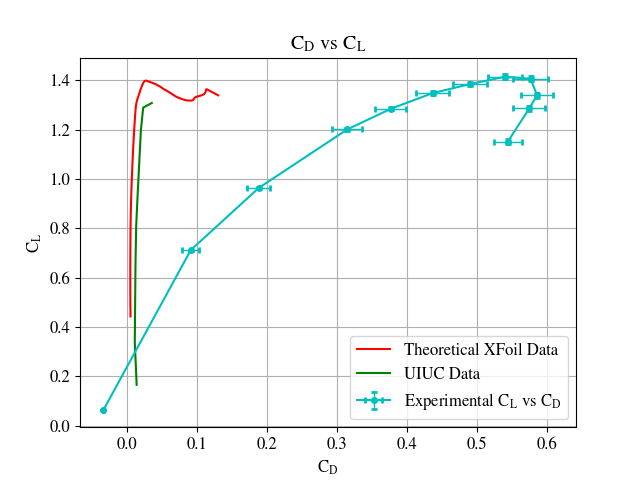 C_D vs C_L
C_L
1.4
1.2
1.0
0.8
0.6
0.4
0.2
0.0
Theoretical XFoil Data
UIUC Data
Experimental C_L vs C_D
0.0 0.1 0.2 0.3 0.4 0.5 0.6
C_D